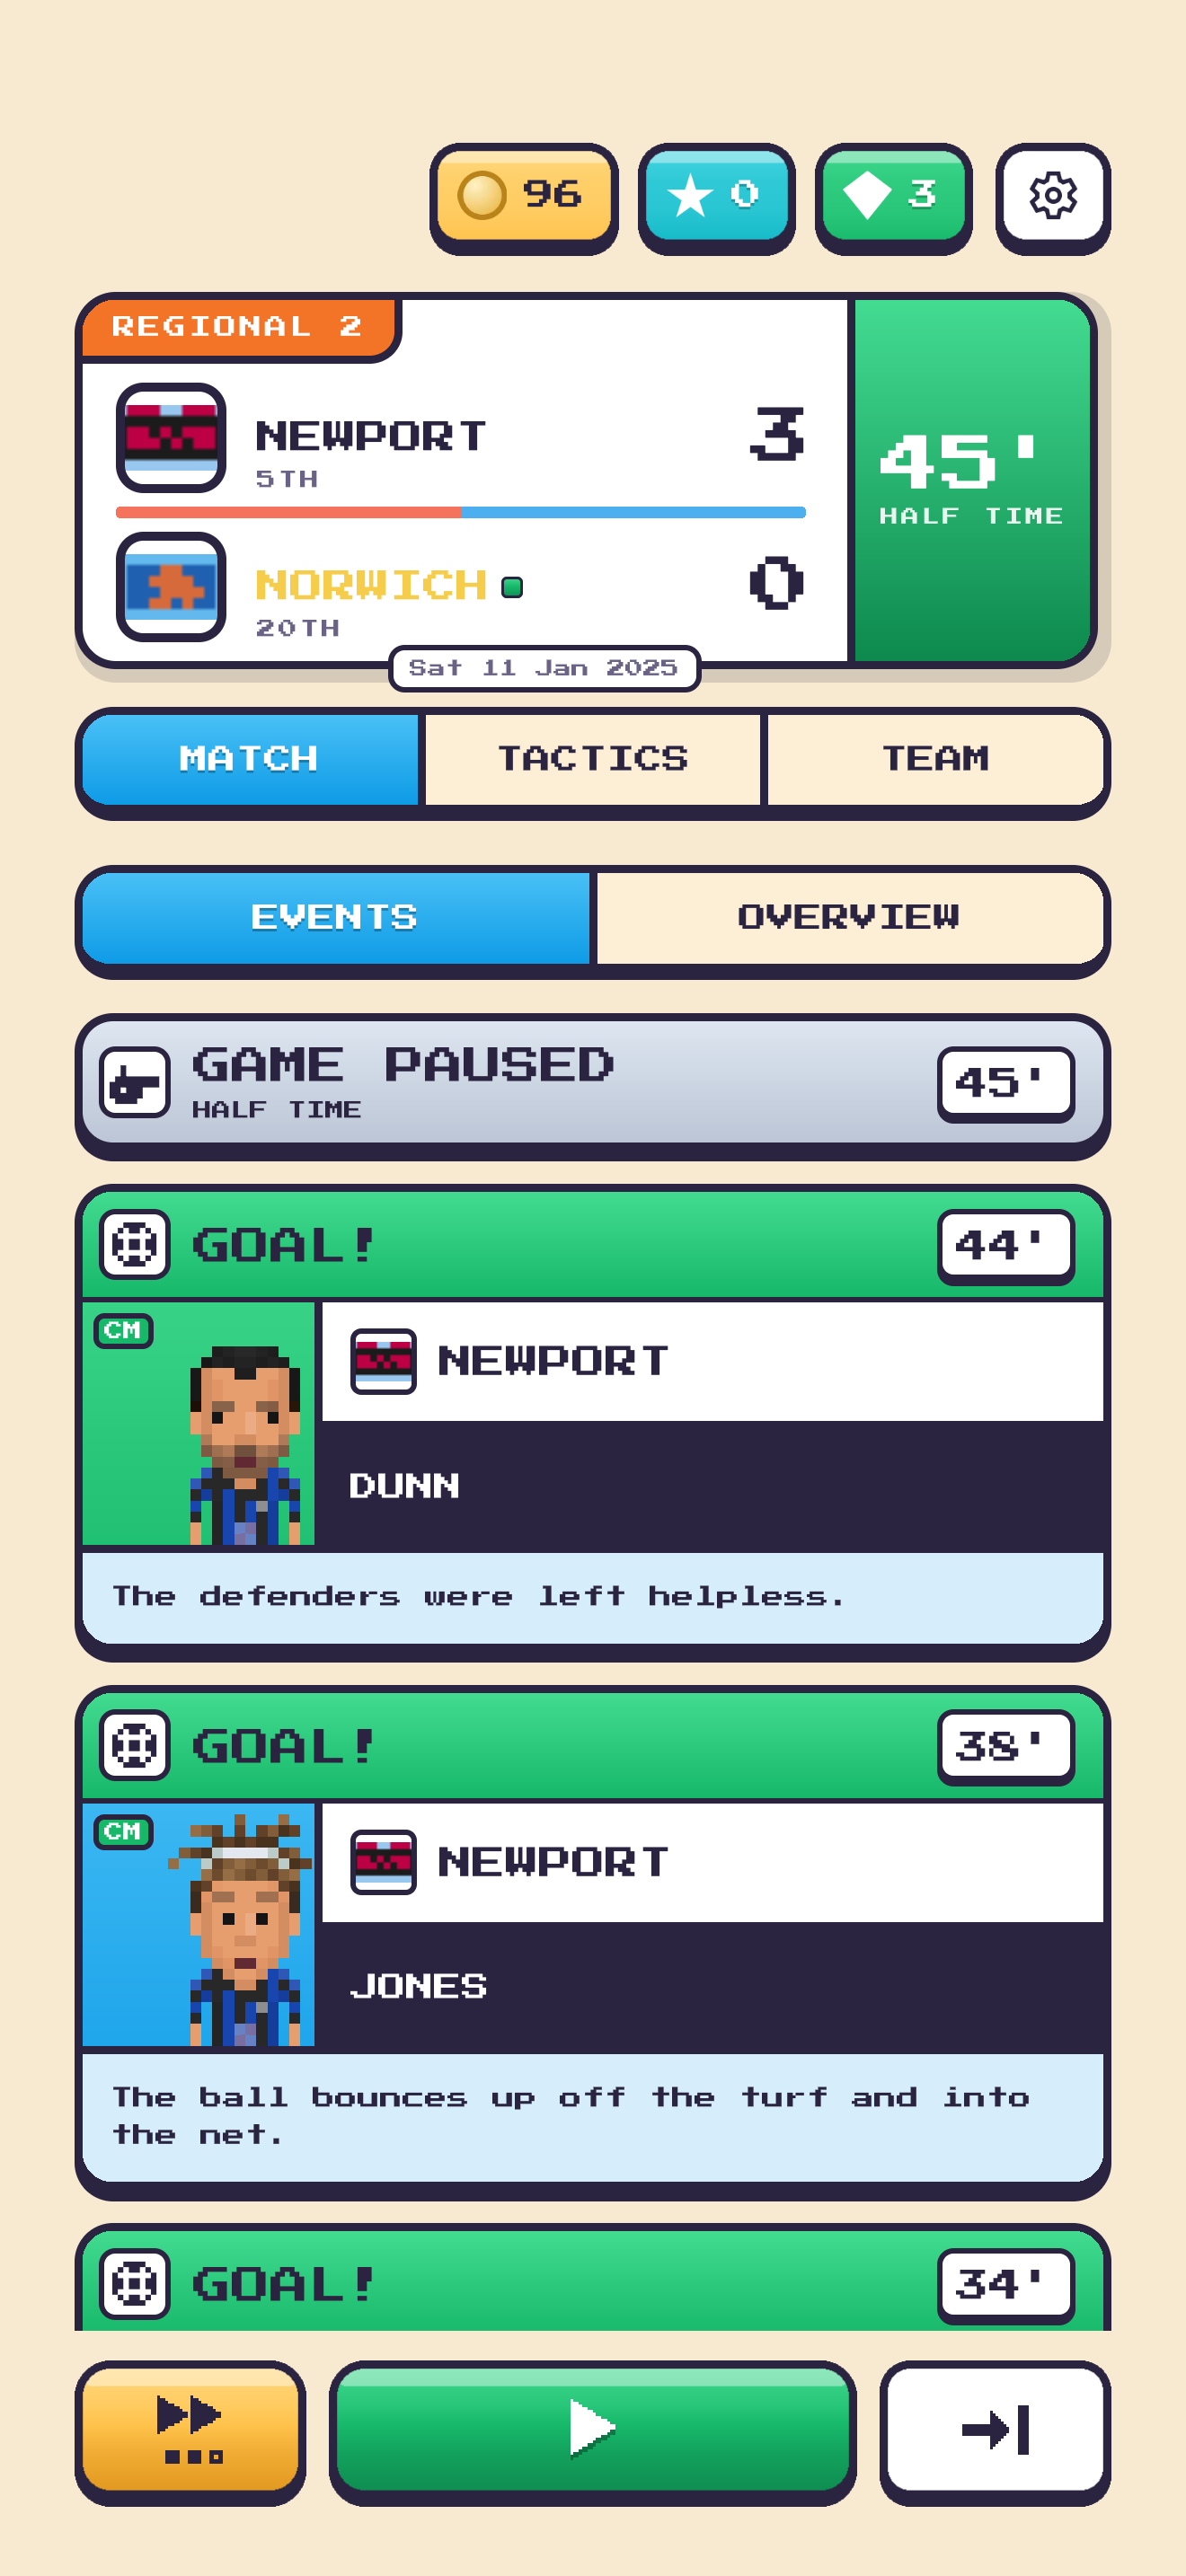 96
0
3
REGIONAL 2
NEWPORT
3
5TH
45'
HALF TIME
NORWICH
0
20TH
Sat 11 Jan 2025
MATCH
TACTICS
TEAM
EVENTS
OVERVIEW
GAME PAUSED
HALF TIME
45'
GOAL!
44'
CM
NEWPORT
DUNN
The defenders were left helpless.
GOAL!
38'
CM
NEWPORT
JONES
The ball bounces up off the turf and into
the net.
GOAL!
34'